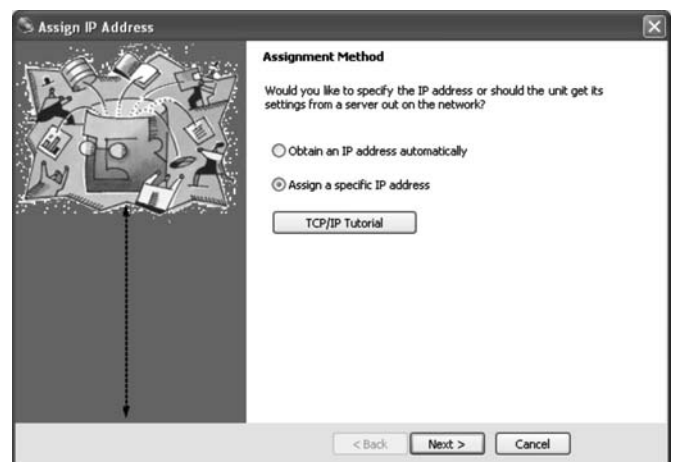 Assign IP Address
Assignment Method
Would you like to specify the IP address or should the unit get its
settings from a server out on the network?
Obtain an IP address automatically
Assign a specific IP address
TCP/IP Tutorial
< Back
Next >
Cancel